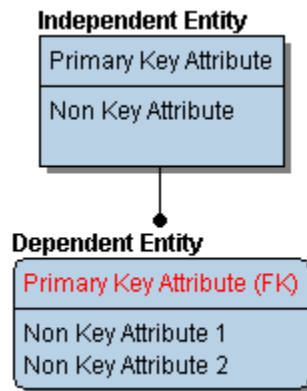 Independent Entity
Primary Key Attribute
Non Key Attribute
Dependent Entity
Primary Key Attribute (FK)
Non Key Attribute 1
Non Key Attribute 2